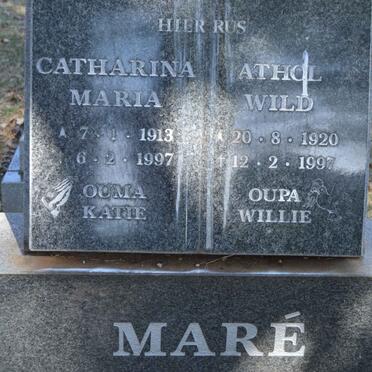 HIER RUS
CATHARINA
MARIA
★ 7 · 1 · 1913
✝ 6 · 2 · 1997
OUMA
KATIE
ATHOL
WILD
★ 20 · 8 · 1920
✝ 12 · 2 · 1997
OUPA
WILLIE
MARÉ